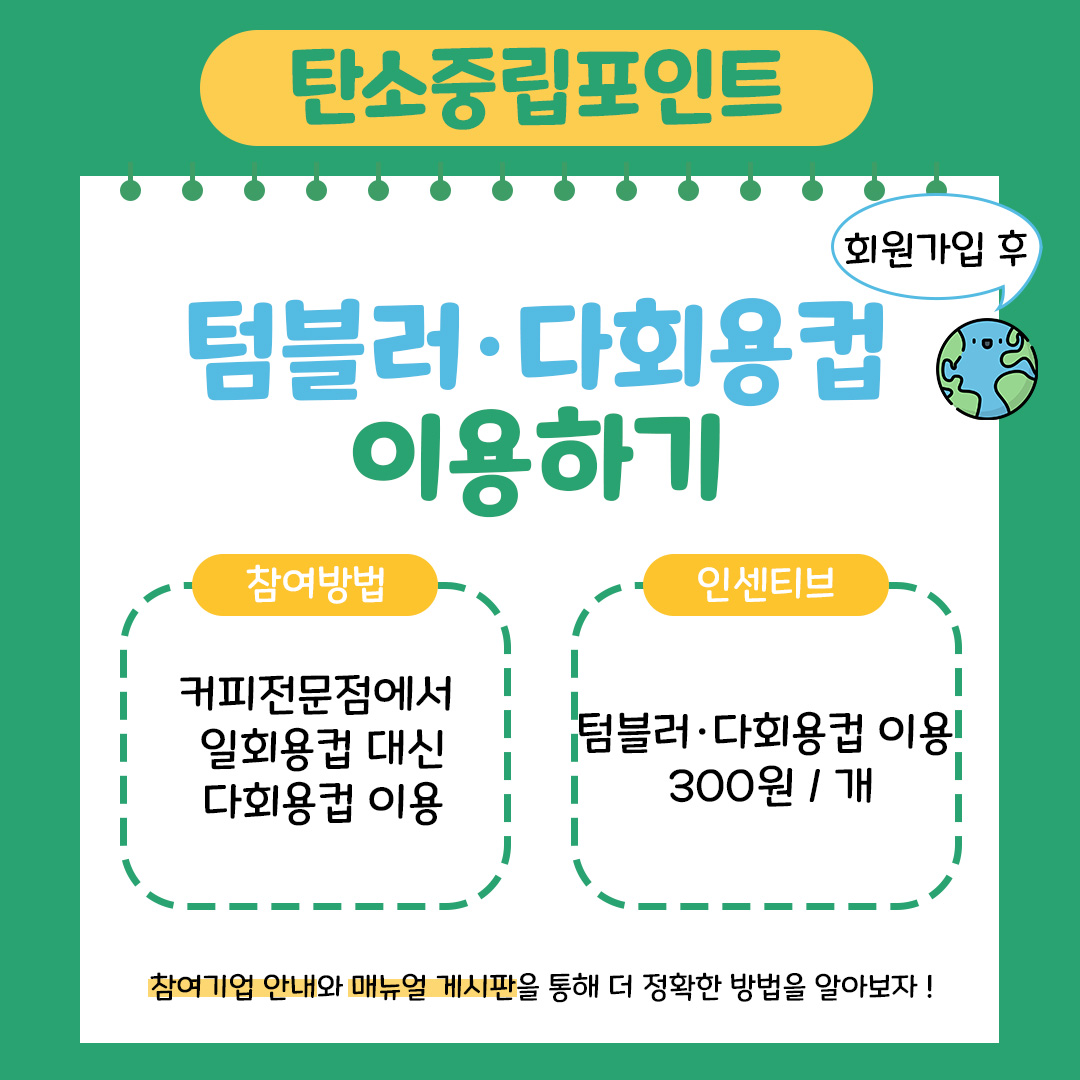 탄소중립포인트
회원가입 후
텀블러·다회용컵
이용하기
참여방법
커피전문점에서
일회용컵 대신
다회용컵 이용
인센티브
텀블러·다회용컵 이용
300원 / 개
참여기업 안내와 매뉴얼 게시판을 통해 더 정확한 방법을 알아보자 !